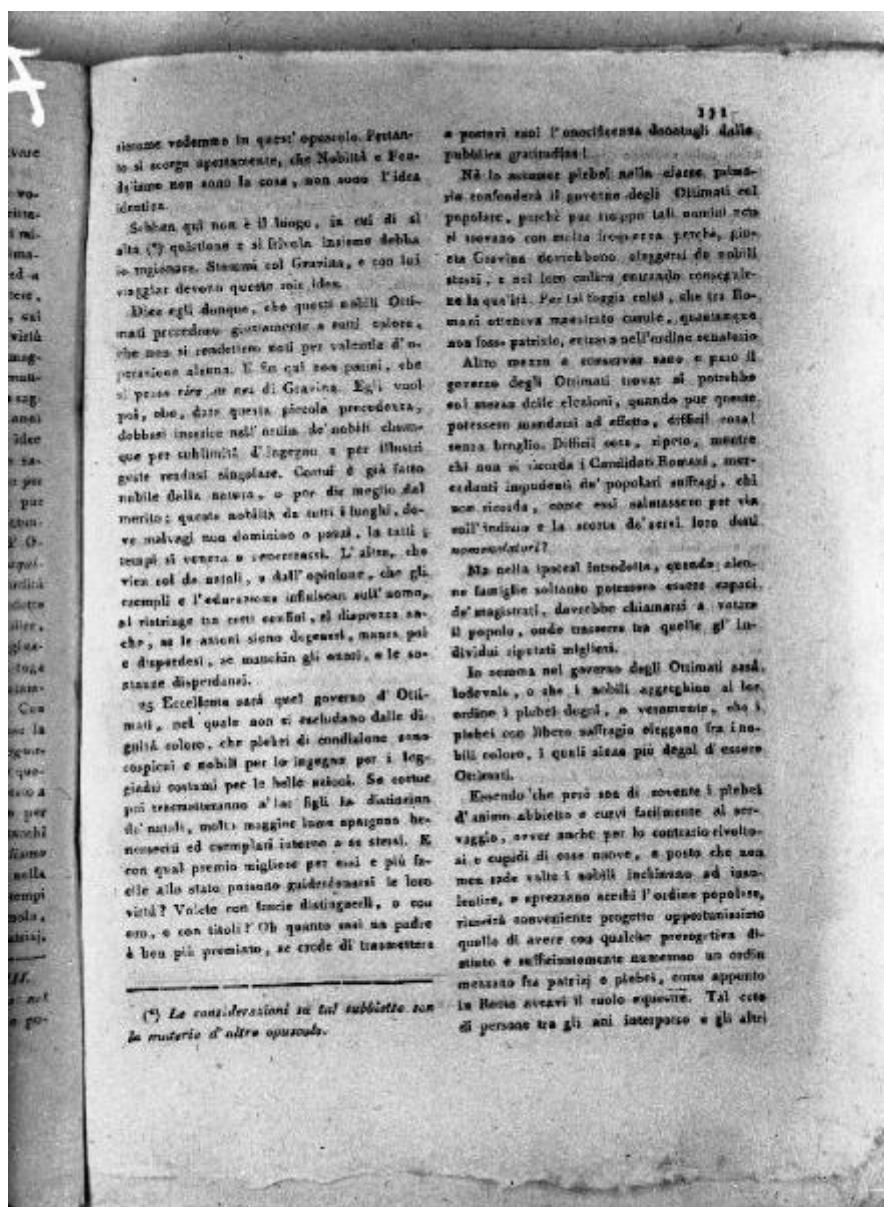 siccome vedemmo in quest' opuscolo. Pertan-
to si scorge apertamente, che Nobiltà e Feu-
dalismo non sono la cosa, non sono l'idea
identica.
Sebben qui non è il luogo, in cui di sì
alta (*) quistione e sì frivola insieme debba
io ragionare. Stommi col Gravina, e con lui
viaggiar devono queste mie idee.
Dice egli dunque, che questi nobili Otti-
mati precedono giustamente a tutti coloro,
che non si rendettero noti per valentia d'o-
perazione alcuna. E fin qui non parmi, che
si possa dir di Gravina. Egli vuol
poi, che, data questa piccola precedenza,
debbasi inserire nell' ordin de' nobili chiun-
que per sublimità d'ingegno e per illustri
geste rendasi singolare. Costui è già fatto
nobile dalla natura, o per dir meglio dal
merito; questa nobiltà da tutti i luoghi, do-
ve malvagi non dominino o pazzi, in tutti i
tempi si venera e venererassi. L' altra, che
vien sol da natali, e dall' opinione, che gli
esempli e l'educazione influiscan sull' uomo,
si ristringe tra certi confini, si disprezza an-
che, se le azioni sieno degeneri, manca poi
e disperdesi, se manchin gli onori, e le so-
stanze disperdansi.
25 Eccellente sarà quel governo d' Otti-
mati, nel quale non si escludano dalle di-
gnità coloro, che plebei di condizione sono
cospicui e nobili per lo ingegno per i leg-
giadri costumi per le belle azioni. Se costor
poi trasmetteranno a' lor figli la distinzion
de' natali, molto maggior lume spargono be-
nemeriti ed esemplari intorno a se stessi. E
con qual premio migliore per essi e più fa-
cile allo stato possono guiderdonarsi le loro
virtù? Volete con fascie distinguerli, o con
oro, o con titoli? Oh quanto mai un padre
è ben più premiato, se crede di trasmettere
(*) Le considerazioni su tal subbietto son
la materia d' altro opuscolo.
331
a posteri suoi l' onorificenza donatagli dalla
pubblica gratitudine!
Nè lo assumer plebei nella classe prima-
ria confonderà il governo degli Ottimati col
popolare, perchè pur troppo tali uomini non
si trovano con molta frequenza perchè, giu-
sta Gravina dovrebbono eleggersi da nobili
stessi, e nel loro ordine entrando conseguir-
ne la qualità. Per tal foggia colui, che tra Ro-
mani otteneva maestrato curule, quantunque
non fosse patrizio, entrava nell'ordine senatorio
Altro mezzo a conservar sano e puro il
governo degli Ottimati trovar si potrebbe
col mezzo delle elezioni, quando pur queste
potessero mandarsi ad effetto, difficil cosa!
senza broglio. Difficil cosa, ripeto, mentre
chi non si ricorda i Candidati Romani, mer-
cadanti impudenti de' popolari suffragi, chi
non ricorda, come essi salutassero per via
sull' indizio e la scorta de' servi loro detti
nomenclatori?
Ma nella ipotesi introdotta, quando alcu-
ne famiglie soltanto potessero essere capaci
de' magistrati, dovrebbe chiamarsi a votare
il popolo, onde trascerre tra quelle gl' in-
dividui riputati migliori.
In somma nel governo degli Ottimati sarà
lodevole, o che i nobili aggreghino al lor
ordine i plebei degni, o veramente, che i
plebei con libero suffragio eleggano fra i no-
bili coloro, i quali sieno più degni d' essere
Ottimati.
Essendo che però son di sovente i plebei
d' animo abbietto e curvi facilmente al ser-
vaggio, over anche per lo contrario rivolto-
si e cupidi di cose nuove, e posto che non
men rade volte i nobili inchinano ad inso-
lentire, e sprezzano acerbi l' ordine popolare,
riuscirà conveniente progetto opportunissimo
quello di avere con qualche prerogativa di-
stinto e sufficientemente numeroso un ordin
mezzano fra patrizj e plebei, come appunto
in Roma aveavi il ruolo equestre. Tal ceto
di persone tra gli uni interposto e gli altri